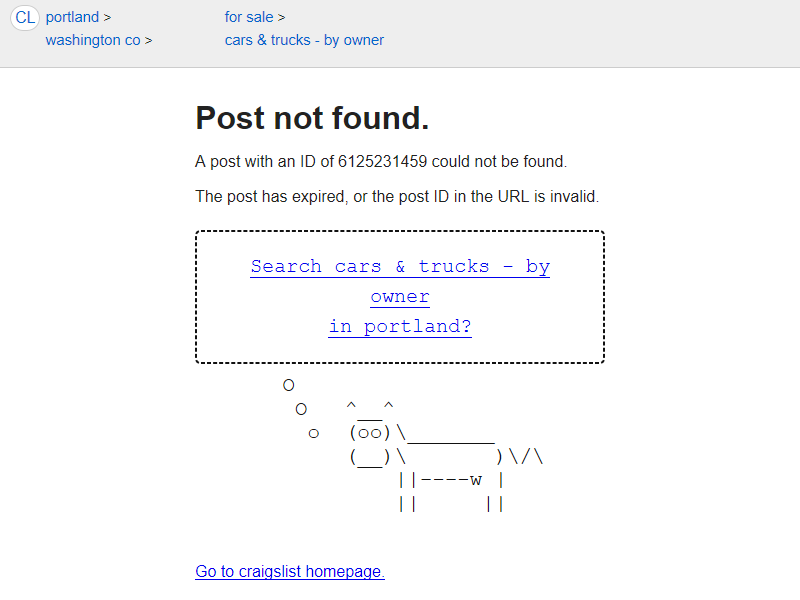 CL portland > for sale >
washington co > cars & trucks - by owner
Post not found.
A post with an ID of 6125231459 could not be found.
The post has expired, or the post ID in the URL is invalid.
Search cars & trucks - by
owner
in portland?
O
O ^__^
o (oo)\________
(__)\ )\/\
||----w |
|| ||
Go to craigslist homepage.